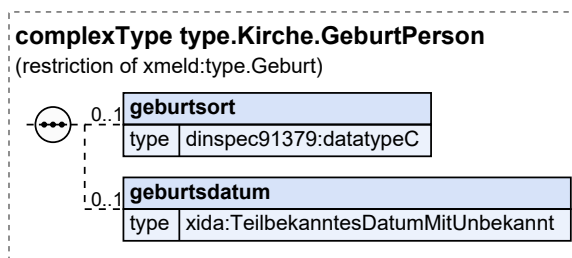 complexType type.Kirche.GeburtPerson
(restriction of xmeld:type.Geburt)
0..1 geburtsort
type dinspec91379:datatypeC
0..1 geburtsdatum
type xida:TeilbekanntesDatumMitUnbekannt